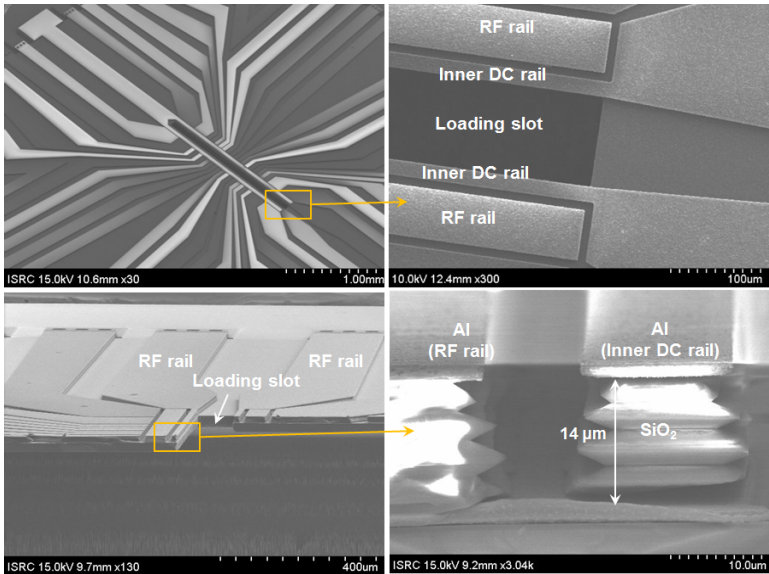 RF rail
Inner DC rail
Loading slot
Inner DC rail
RF rail
ISRC 15.0kV 10.6mm x30
1.00mm
10.0kV 12.4mm x300
100um
RF rail
RF rail
Loading slot
Al
(RF rail)
Al
(Inner DC rail)
14 µm
SiO₂
ISRC 15.0kV 9.7mm x130
400um
ISRC 15.0kV 9.2mm x3.04k
10.0um